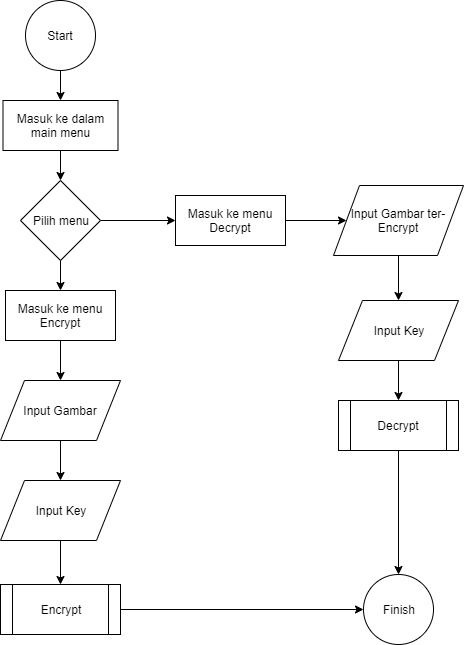 Start
Masuk ke dalam
main menu
Pilih menu
Masuk ke menu
Decrypt
Input Gambar ter-
Encrypt
Input Key
Decrypt
Masuk ke menu
Encrypt
Input Gambar
Input Key
Encrypt
Finish